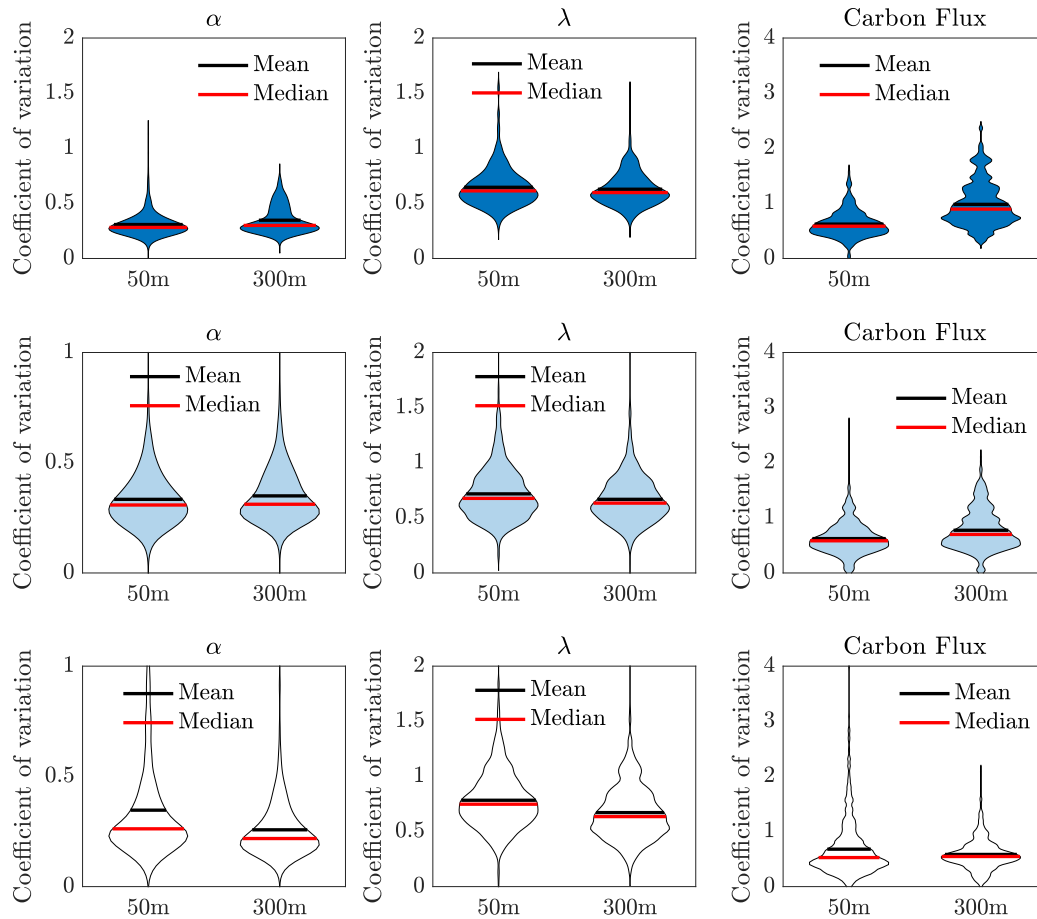 α
Coefficient of variation
2
1.5
1
0.5
0
Mean
Median
50m
300m
λ
Coefficient of variation
2
1.5
1
0.5
0
Mean
Median
50m
300m
Carbon Flux
Coefficient of variation
4
3
2
1
0
Mean
Median
50m
300m
α
Coefficient of variation
1
0.5
0
Mean
Median
50m
300m
λ
Coefficient of variation
2
1.5
1
0.5
0
Mean
Median
50m
300m
Carbon Flux
Coefficient of variation
4
3
2
1
0
Mean
Median
50m
300m
α
Coefficient of variation
1
0.5
0
Mean
Median
50m
300m
λ
Coefficient of variation
2
1.5
1
0.5
0
Mean
Median
50m
300m
Carbon Flux
Coefficient of variation
4
3
2
1
0
Mean
Median
50m
300m